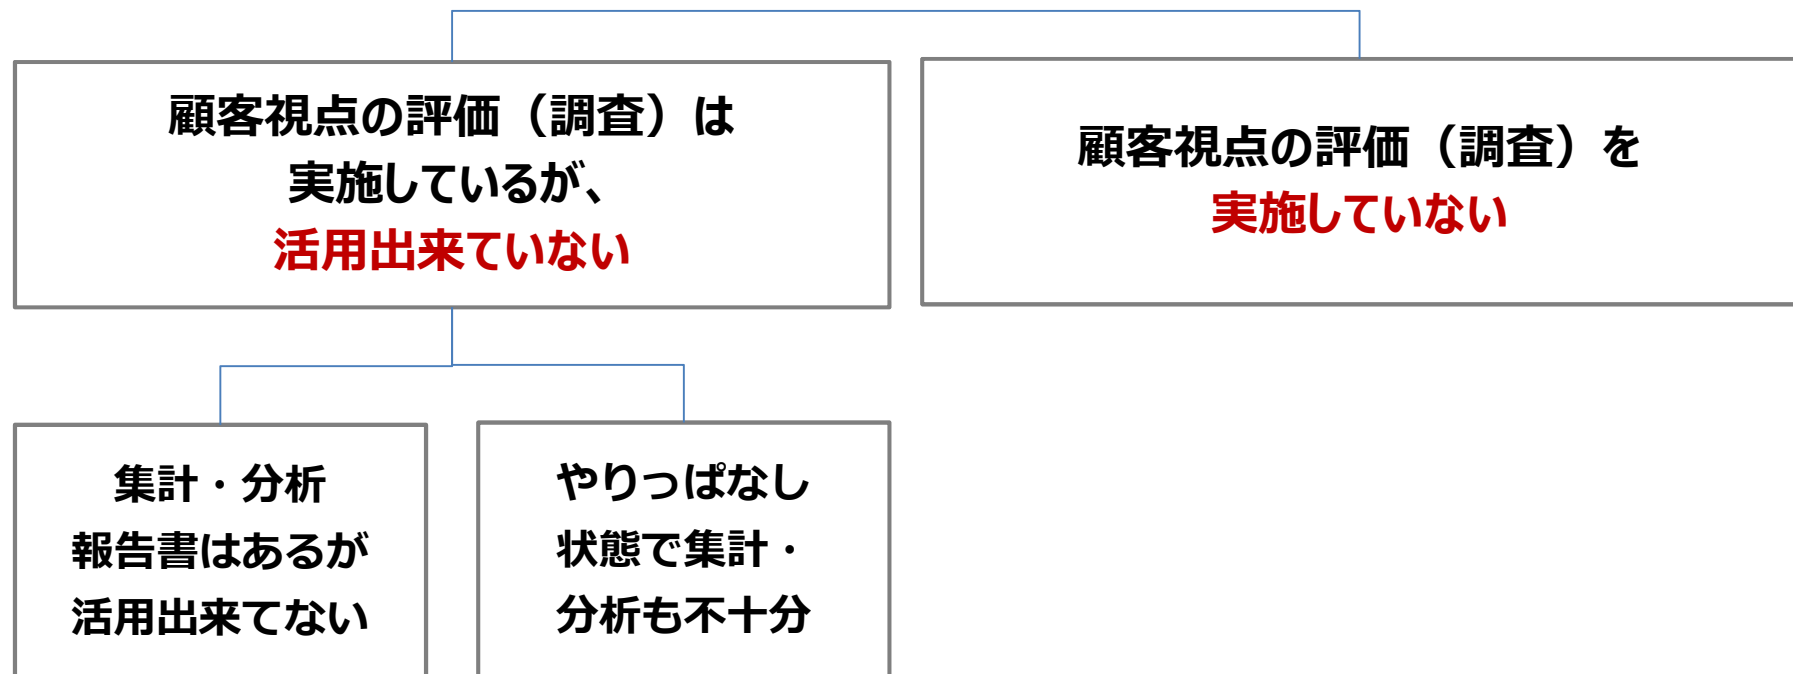 顧客視点の評価（調査）は
実施しているが、
活用出来ていない
顧客視点の評価（調査）を
実施していない
集計・分析
報告書はあるが
活用出来てない
やりっぱなし
状態で集計・
分析も不十分